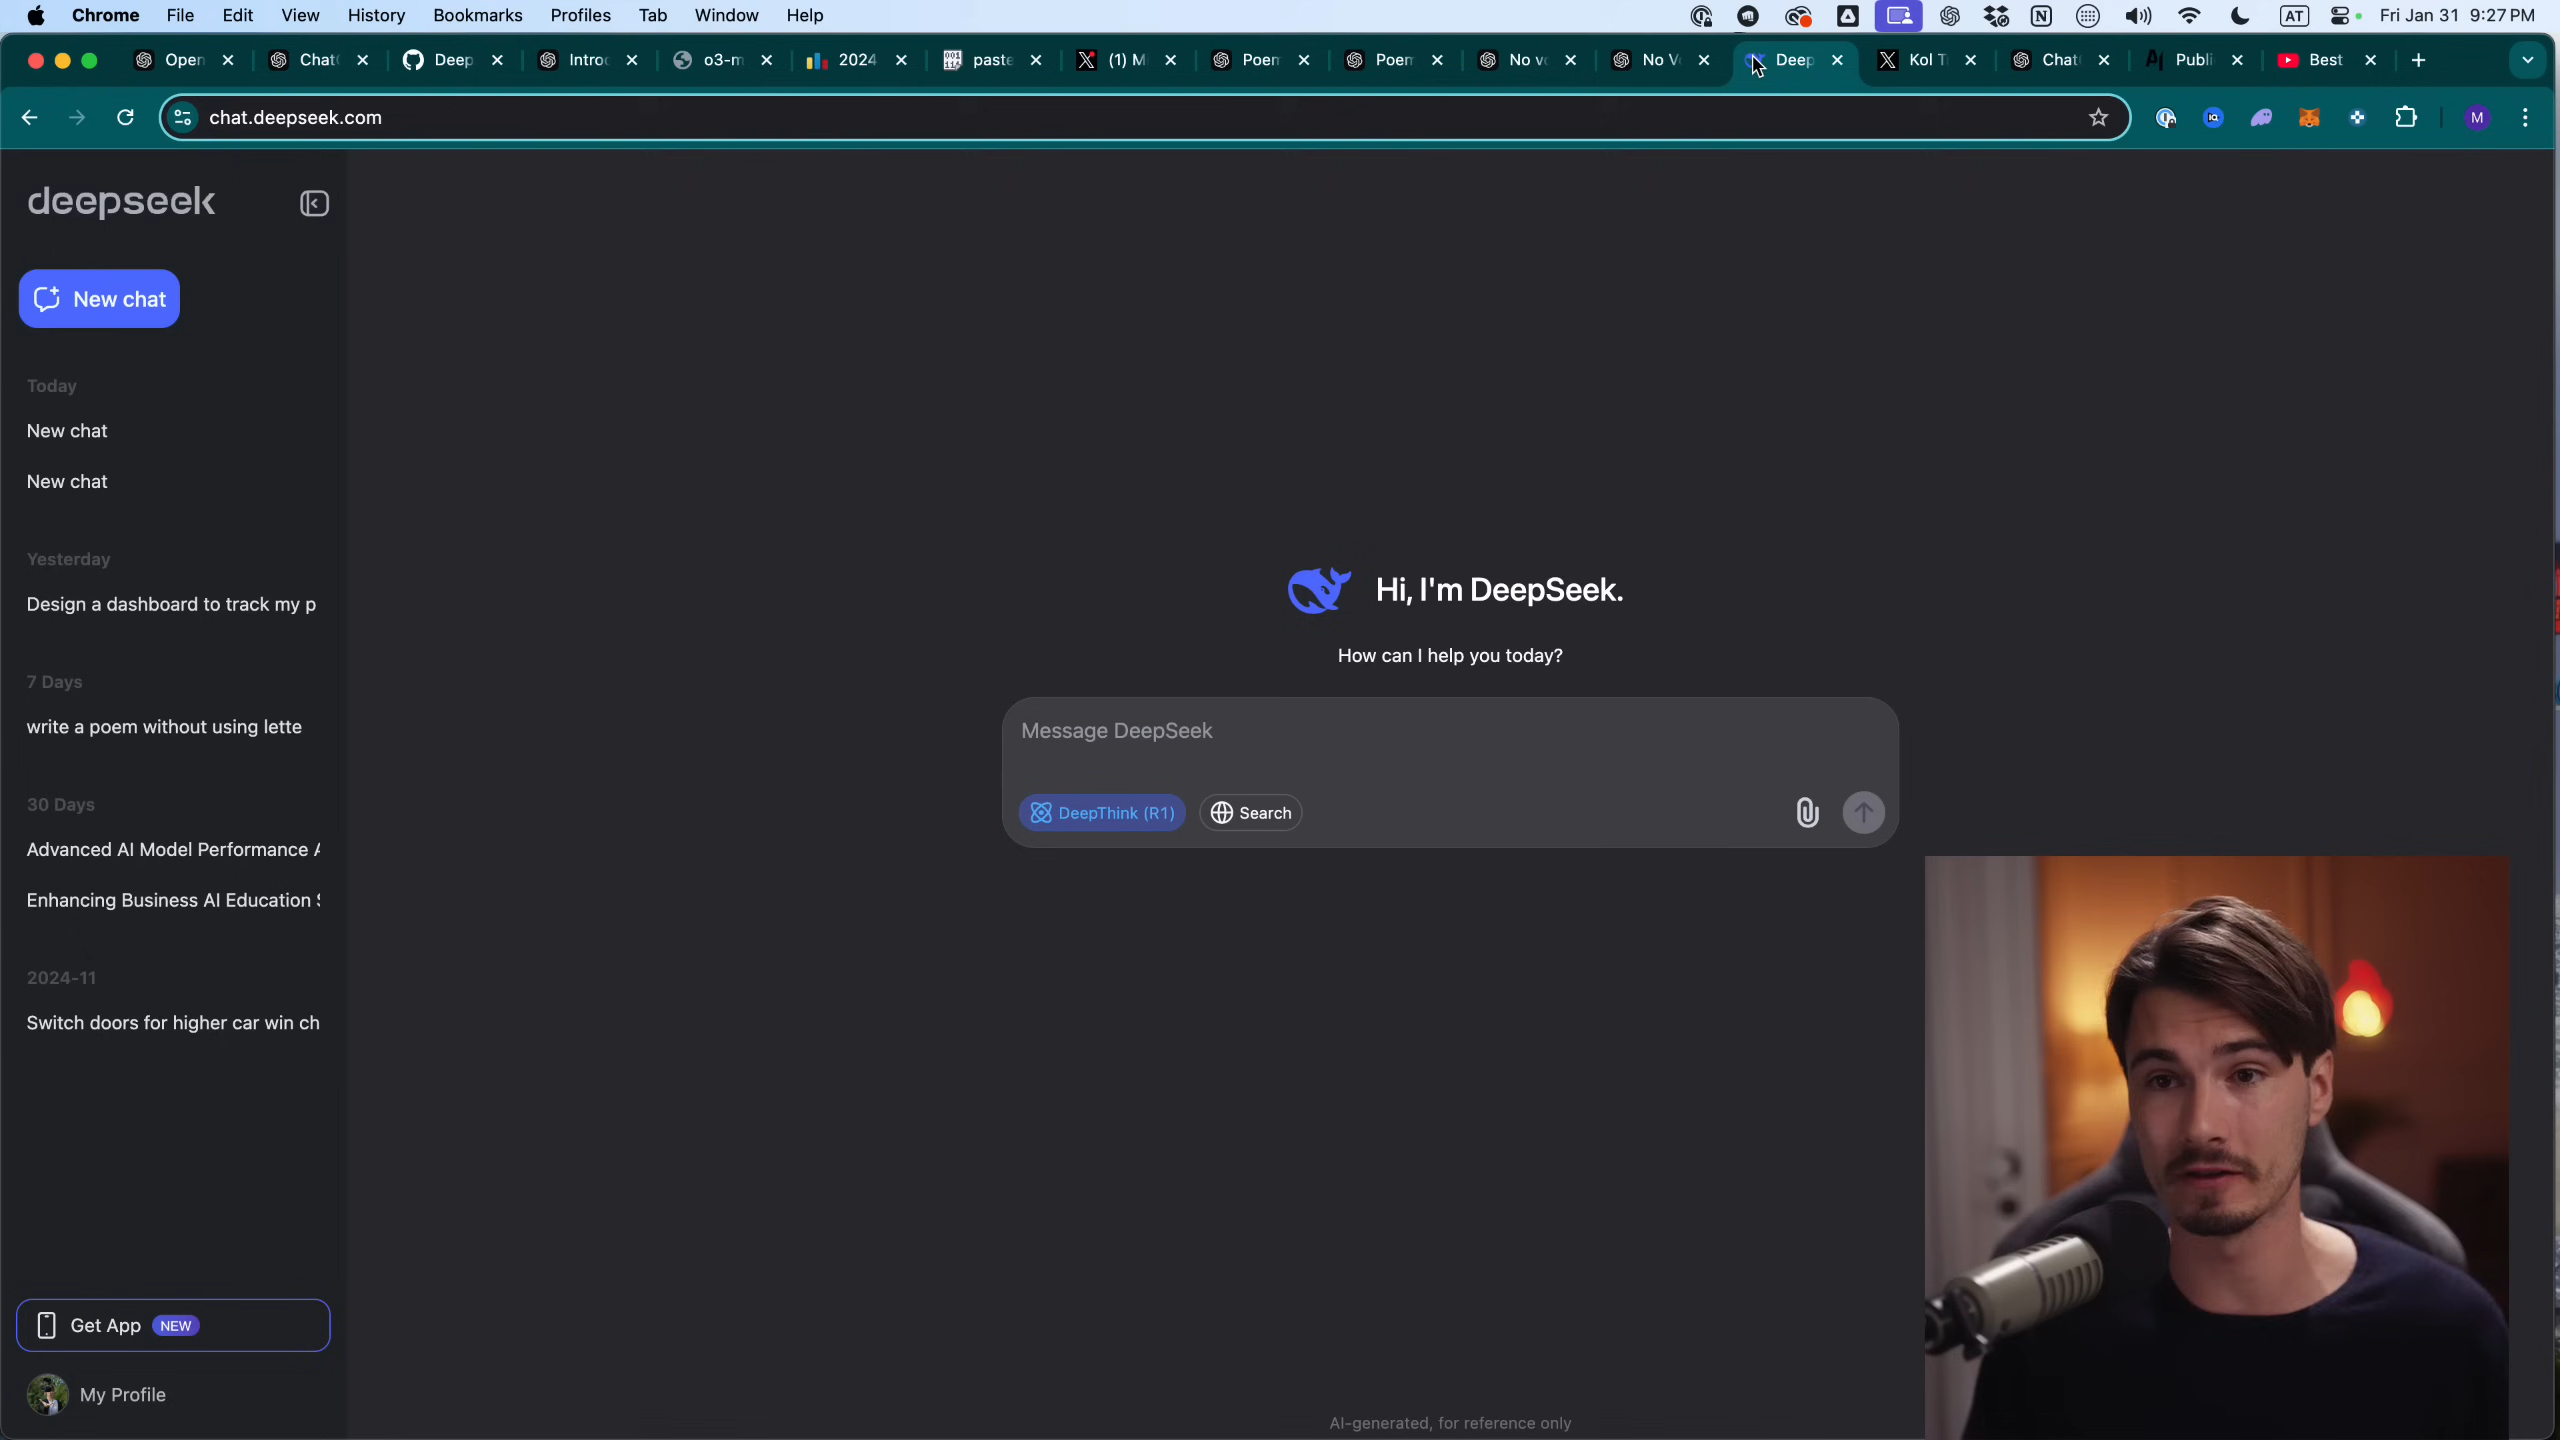 Chrome File Edit View History Bookmarks Profiles Tab Window Help AT Fri Jan 31 9:27 PM
Open Chat Deep Intro o3-m 2024 paste (1) M Poem Poem No vo No Vo Deep Kol T Chat Publi Best
chat.deepseek.com M
deepseek
New chat
Today
New chat
New chat
Yesterday
Design a dashboard to track my p
7 Days
write a poem without using lette
30 Days
Advanced AI Model Performance A
Enhancing Business AI Education S
2024-11
Switch doors for higher car win ch
Get App NEW
My Profile
Hi, I'm DeepSeek.
How can I help you today?
Message DeepSeek
DeepThink (R1) Search
AI-generated, for reference only